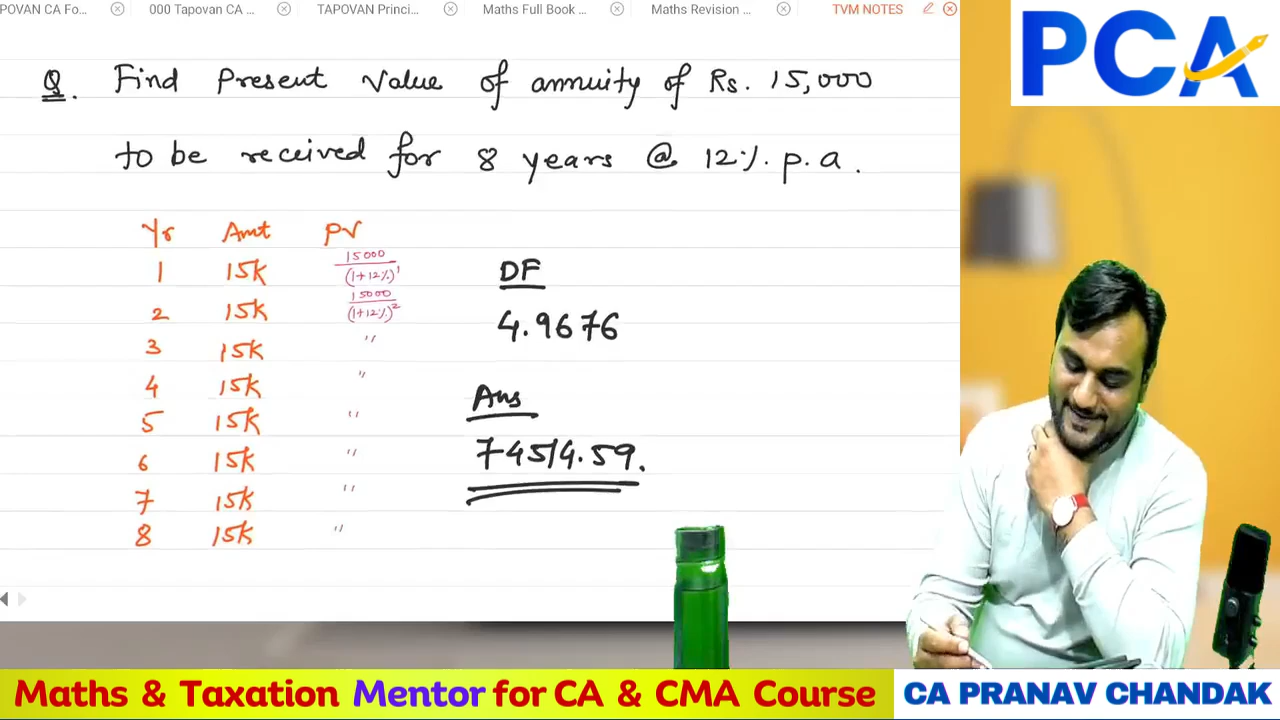 POVAN CA Fo...
000 Tapovan CA ...
TAPOVAN Princi...
Maths Full Book ...
Maths Revision ...
TVM NOTES
PCA
Q. Find Present Value of annuity of Rs. 15,000
to be received for 8 years @ 12%. p.a.
Yr Amt PV
1 15K 15000/(1+12%)¹
2 15K 15000/(1+12%)²
3 15K "
4 15K "
5 15K "
6 15K "
7 15K "
8 15K "
DF
4.9676
Ans
74514.59.
Maths & Taxation Mentor for CA & CMA Course
CA PRANAV CHANDAK